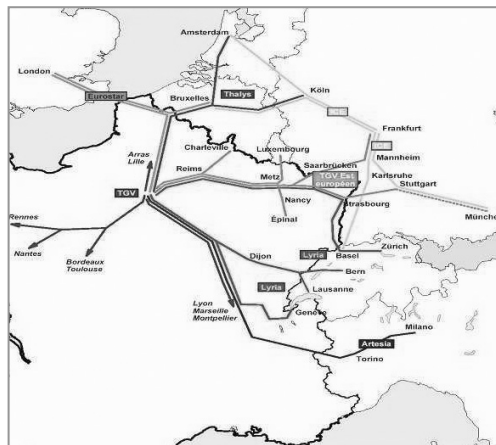 Amsterdam
London
Eurostar
Bruxelles
Thalys
Köln
Frankfurt
Arras
Lille
Charleville
Luxembourg
Mannheim
Reims
Metz
Saarbrücken
Karlsruhe
TGV Est
européen
Stuttgart
TGV
Nancy
Strasbourg
Rennes
Épinal
Münche
Nantes
Bordeaux
Toulouse
Dijon
Lyria
Basel
Zürich
Bern
Lyria
Lausanne
Lyon
Marseille
Montpellier
Genève
Milano
Artesia
Torino